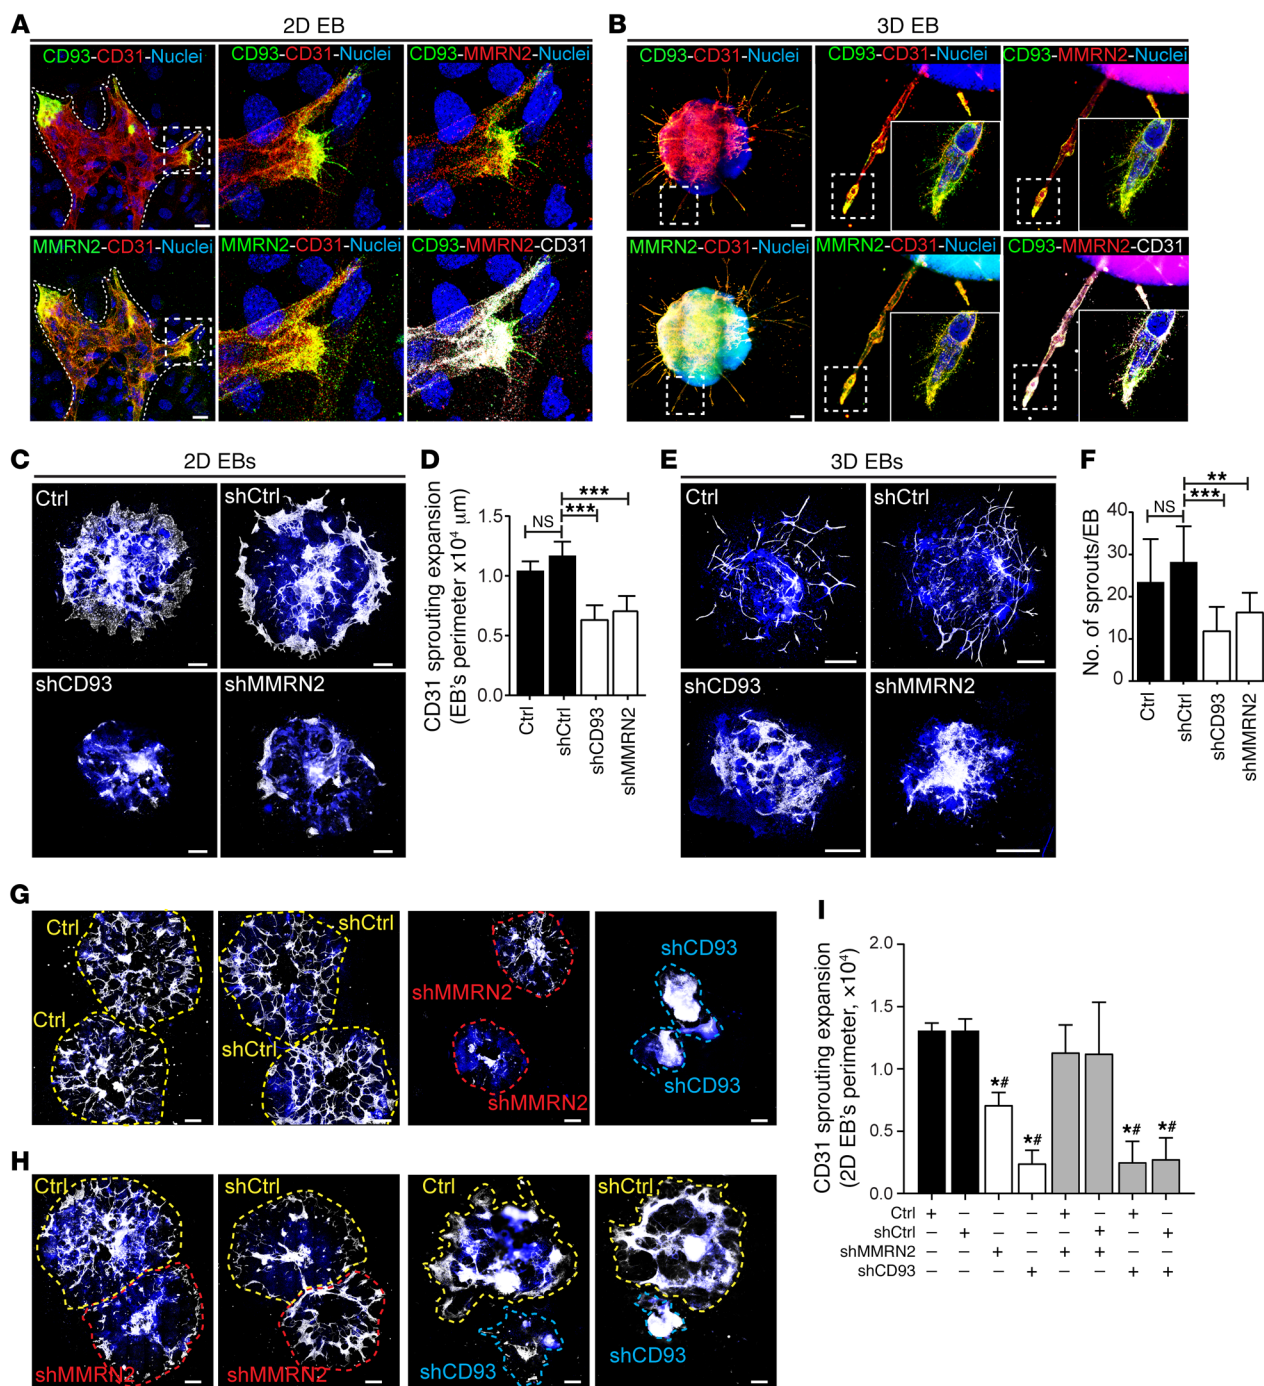 A
2D EB
CD93-CD31-Nuclei
CD93-CD31-Nuclei
CD93-MMRN2-Nuclei
MMRN2-CD31-Nuclei
MMRN2-CD31-Nuclei
CD93-MMRN2-CD31
B
3D EB
CD93-CD31-Nuclei
CD93-CD31-Nuclei
CD93-MMRN2-Nuclei
MMRN2-CD31-Nuclei
MMRN2-CD31-Nuclei
CD93-MMRN2-CD31
C
2D EBs
Ctrl
shCtrl
shCD93
shMMRN2
D
CD31 sprouting expansion
(EB's perimeter x10⁴ µm)
1.5
1.0
0.5
0.0
NS
***
***
Ctrl
shCtrl
shCD93
shMMRN2
E
3D EBs
Ctrl
shCtrl
shCD93
shMMRN2
F
No. of sprouts/EB
40
30
20
10
0
NS
***
**
Ctrl
shCtrl
shCD93
shMMRN2
G
Ctrl
Ctrl
shCtrl
shCtrl
shMMRN2
shMMRN2
shCD93
shCD93
H
Ctrl
shMMRN2
shCtrl
shMMRN2
Ctrl
shCD93
shCtrl
shCD93
I
CD31 sprouting expansion
(2D EB's perimeter, ×10⁴)
2.0
1.5
1.0
0.5
0.0
*#
*#
*#
*#
Ctrl + – – – + – + –
shCtrl – + – – – + – +
shMMRN2 – – + – + + – –
shCD93 – – – + – – + +